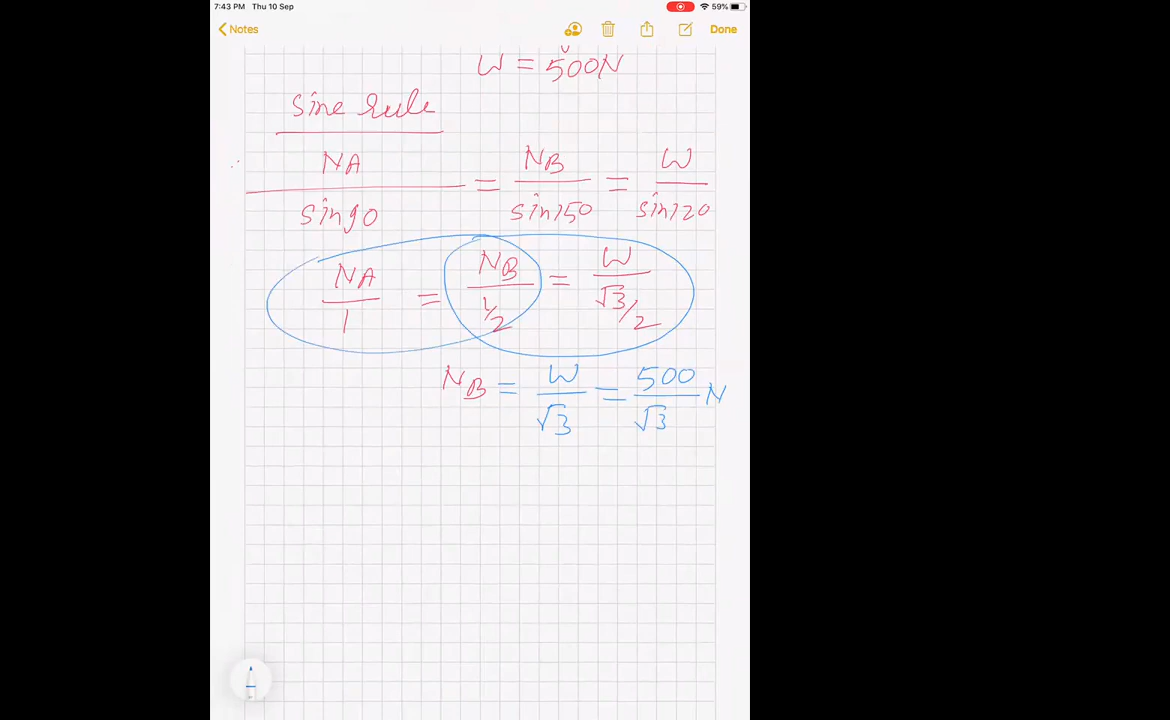 7:43 PM Thu 10 Sep 59%
Notes Done
W = 500N
Sine Rule
NA/sin90 = NB/sin150 = W/sin120
NA/1 = NB/1/2 = W/√3/2
NB = W/√3 = 500/√3 N